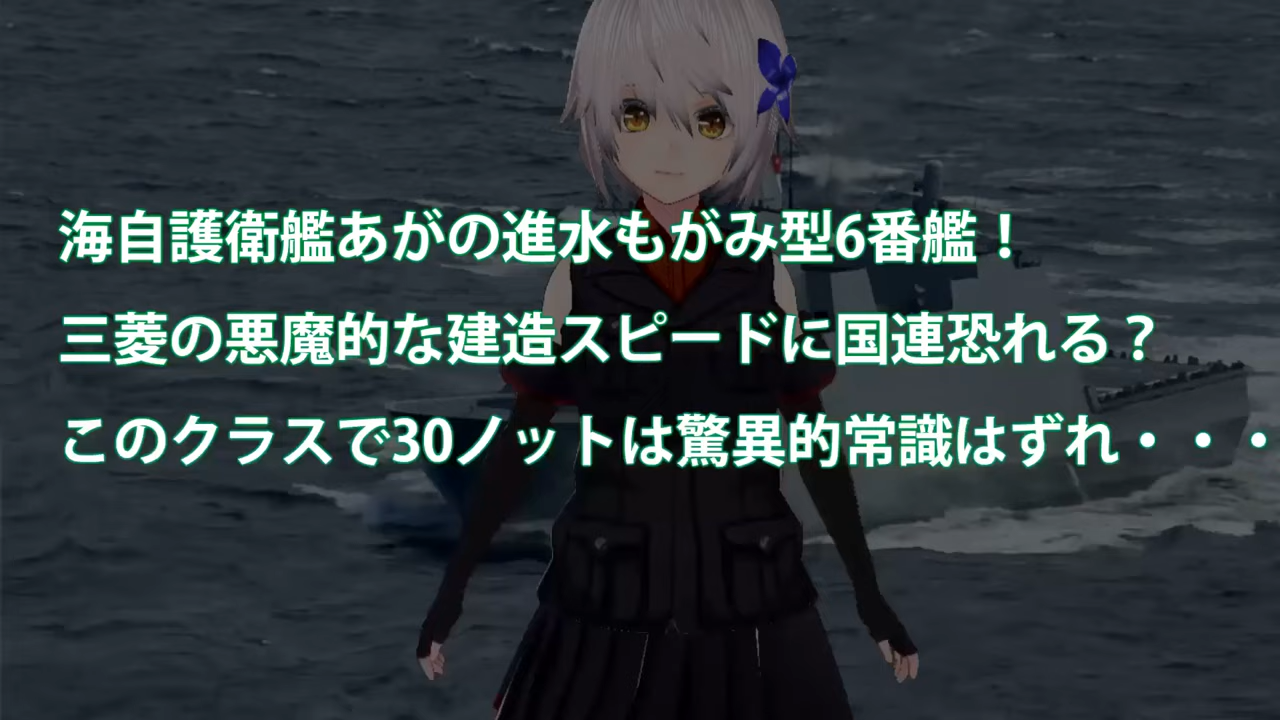 海自護衛艦あがの進水もがみ型6番艦！
三菱の悪魔的な建造スピードに国連恐れる？
このクラスで30ノットは驚異的常識はずれ・・・